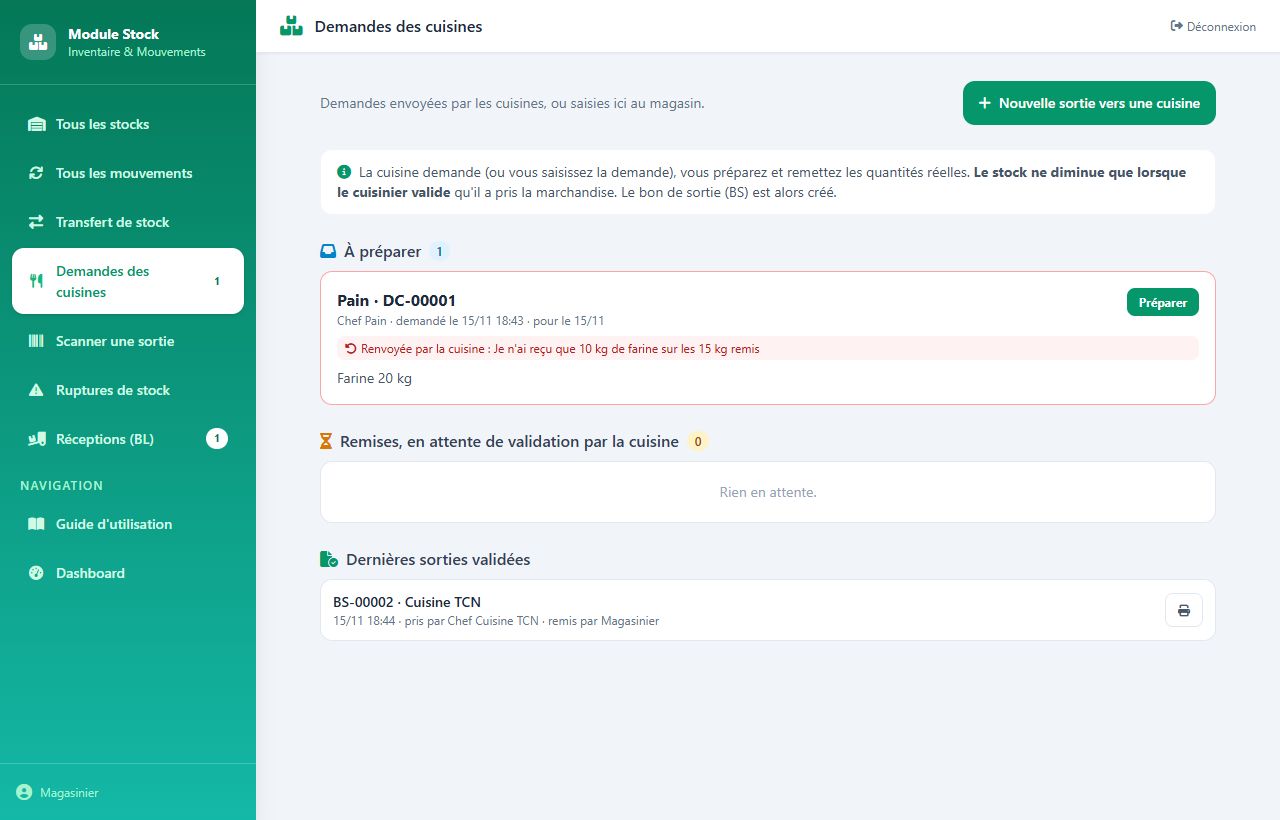 Module Stock
Inventaire & Mouvements
Tous les stocks
Tous les mouvements
Transfert de stock
Demandes des
cuisines
1
Scanner une sortie
Ruptures de stock
Réceptions (BL)
1
NAVIGATION
Guide d'utilisation
Dashboard
Magasinier
Demandes des cuisines
Déconnexion
Demandes envoyées par les cuisines, ou saisies ici au magasin.
Nouvelle sortie vers une cuisine
La cuisine demande (ou vous saisissez la demande), vous préparez et remettez les quantités réelles. Le stock ne diminue que lorsque
le cuisinier valide qu'il a pris la marchandise. Le bon de sortie (BS) est alors créé.
À préparer 1
Pain · DC-00001
Préparer
Chef Pain · demandé le 15/11 18:43 · pour le 15/11
Renvoyée par la cuisine : Je n'ai reçu que 10 kg de farine sur les 15 kg remis
Farine 20 kg
Remises, en attente de validation par la cuisine 0
Rien en attente.
Dernières sorties validées
BS-00002 · Cuisine TCN
15/11 18:44 · pris par Chef Cuisine TCN · remis par Magasinier